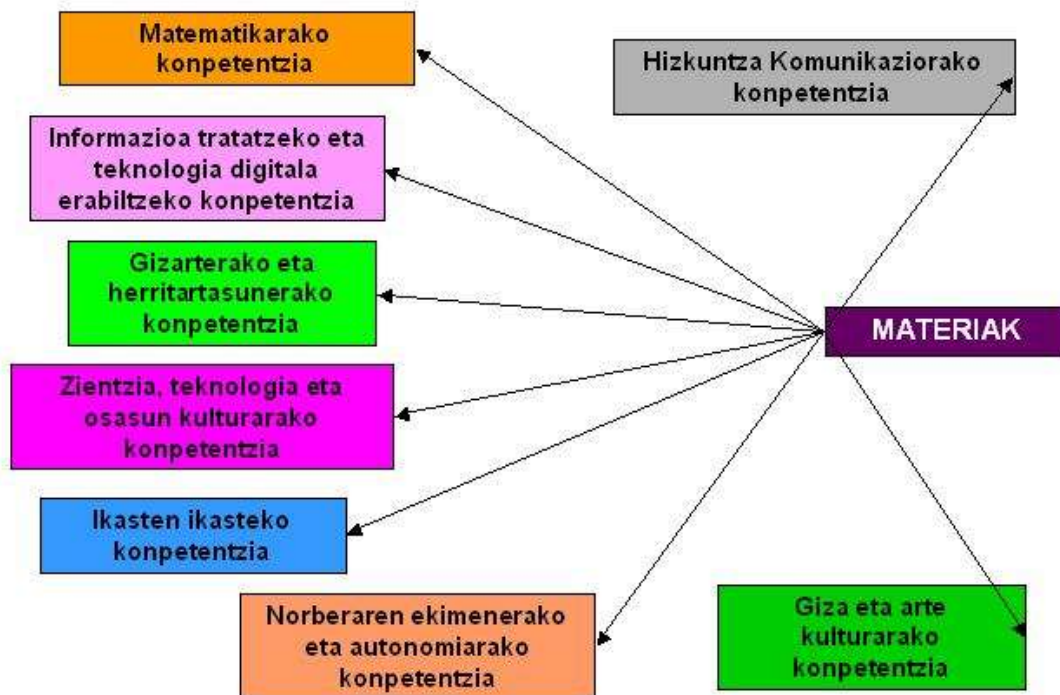 Matematikarako
konpetentzia
Hizkuntza Komunikaziorako
konpetentzia
Informazioa tratatzeko eta
teknologia digitala
erabiltzeko konpetentzia
Gizarterako eta
herritartasunerako
konpetentzia
MATERIAK
Zientzia, teknologia eta
osasun kulturarako
konpetentzia
Ikasten ikasteko
konpetentzia
Norberaren ekimenerako
eta autonomiarako
konpetentzia
Giza eta arte
kulturarako
konpetentzia